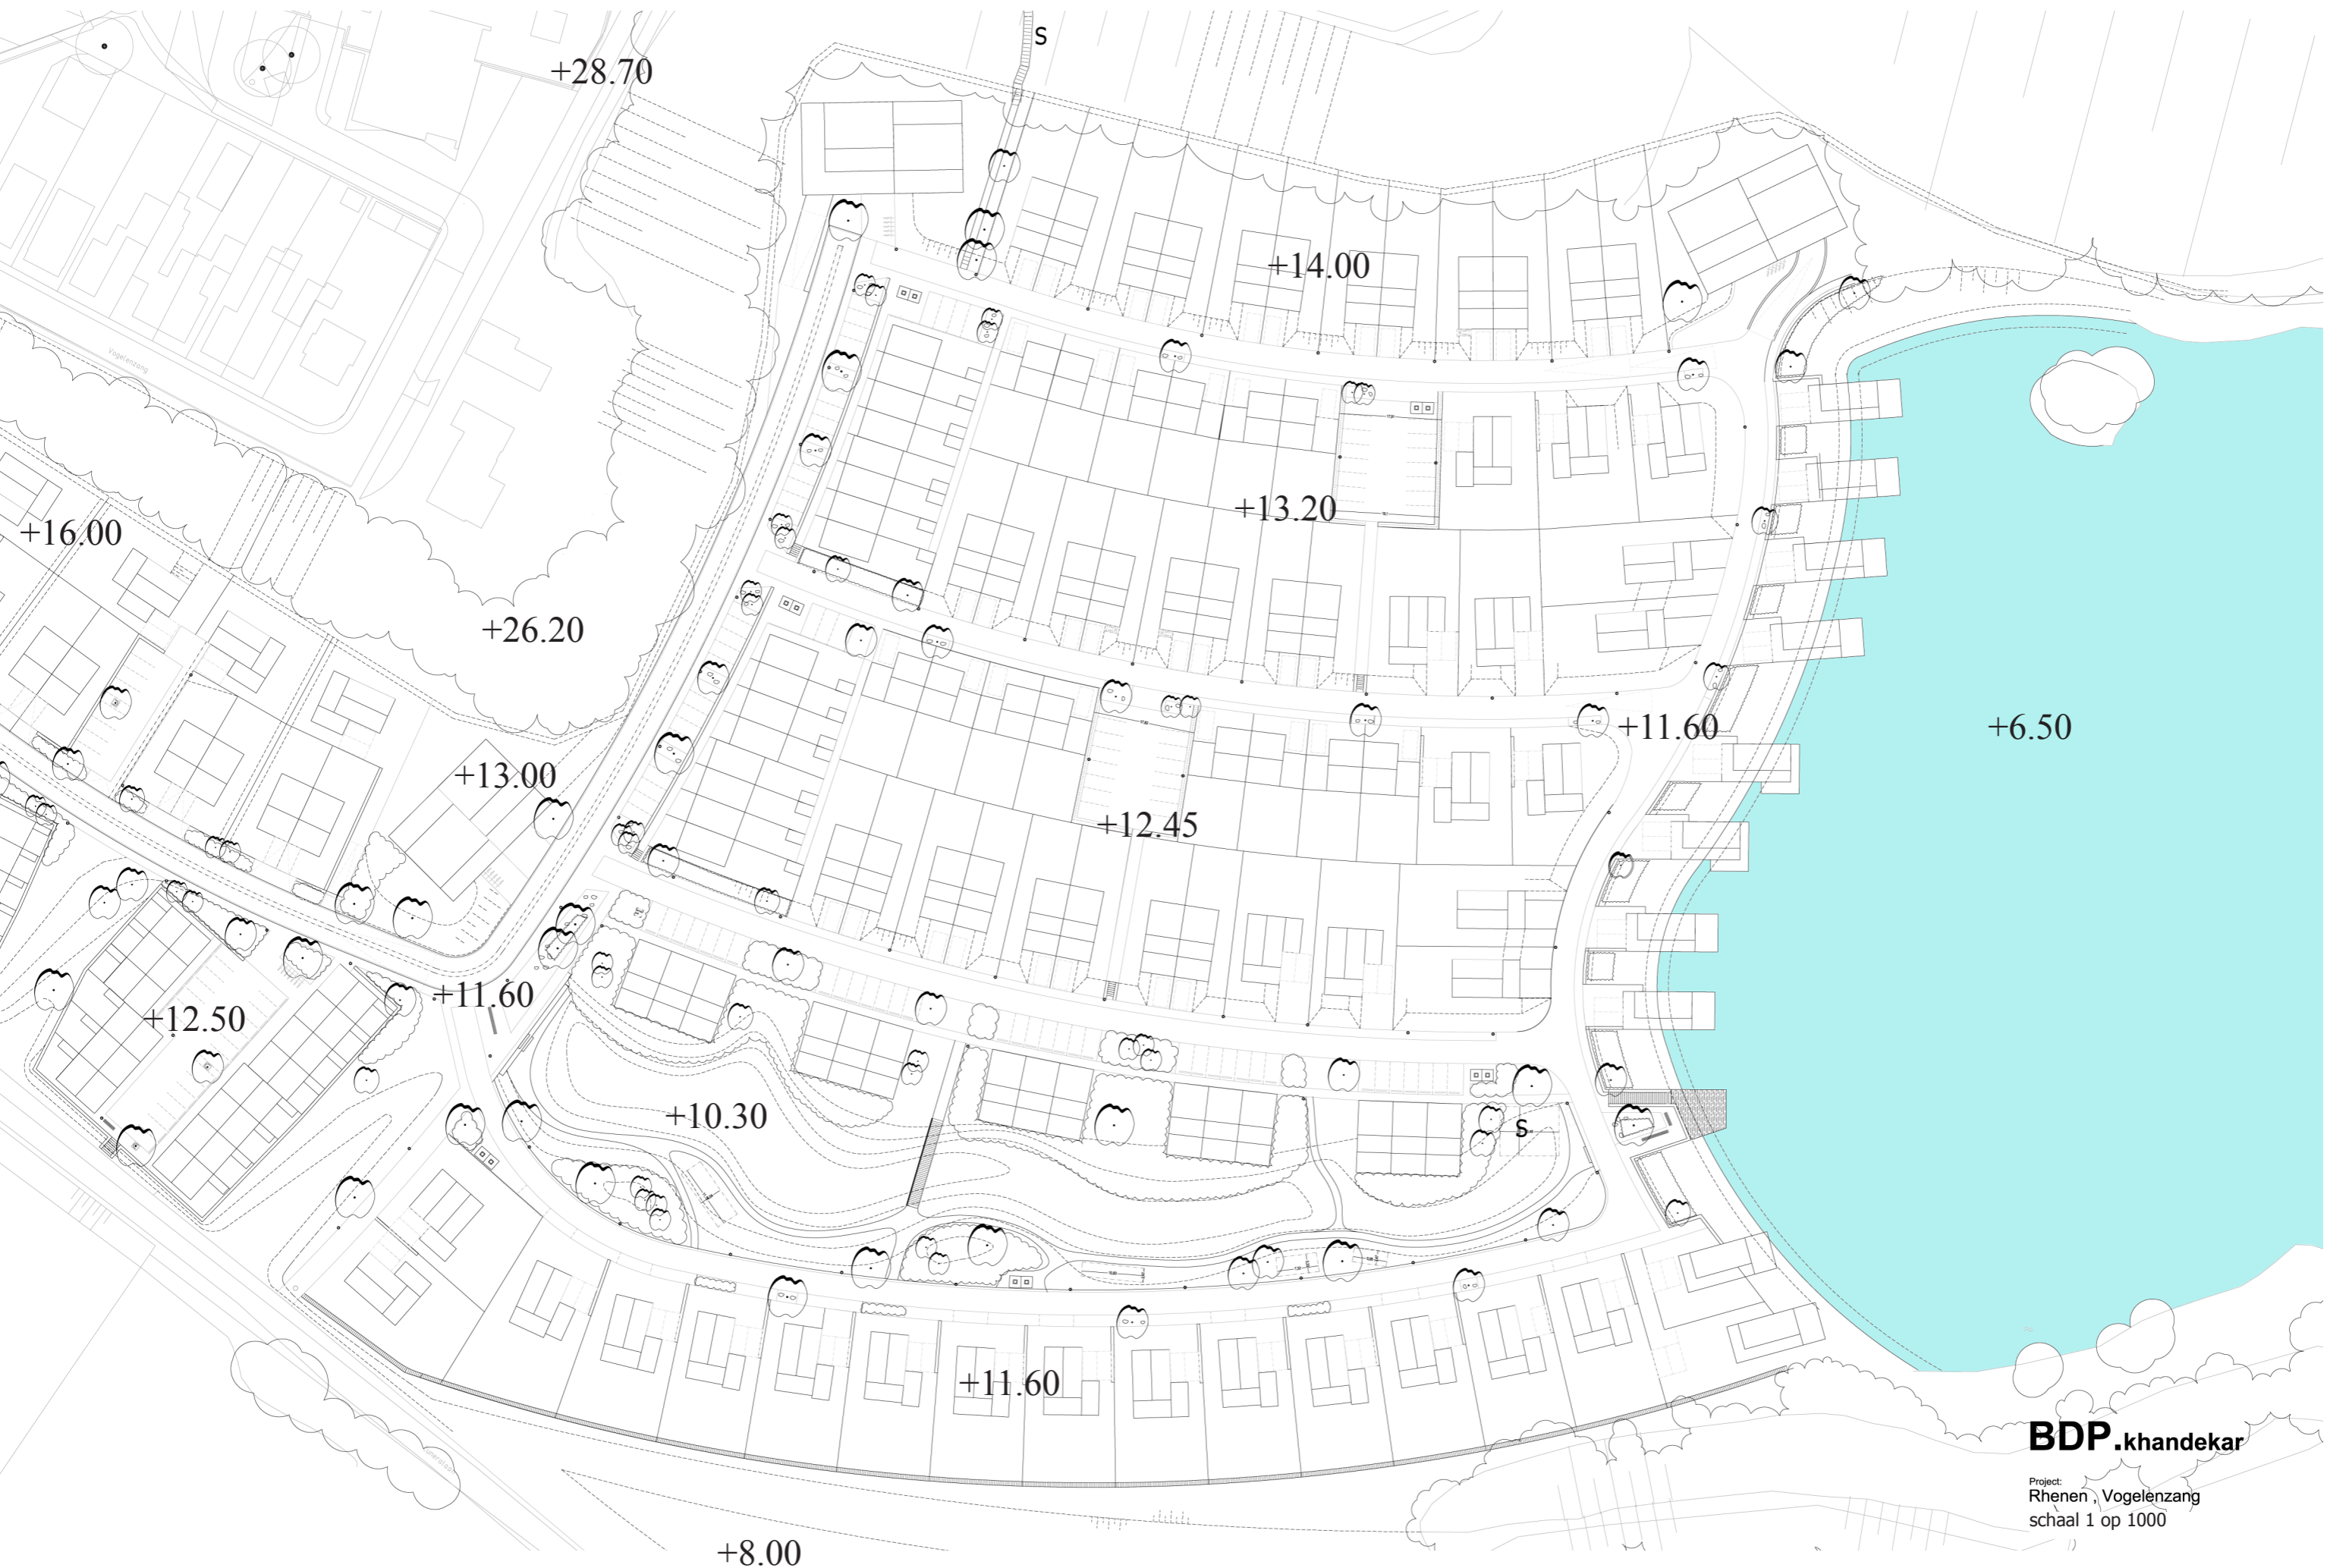 S
+28.70
+14.00
Vogelenzang
+13.20
+16.00
+26.20
+11.60
+6.50
+13.00
+12.45
+11.60
+12.50
+10.30
S
+11.60
+8.00
BDP.khandekar
Project:
Rhenen , Vogelenzang
schaal 1 op 1000